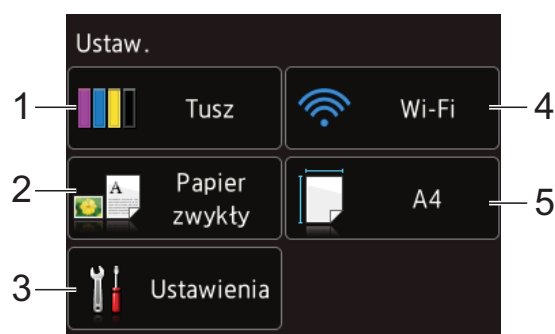 Ustaw.
1
Tusz
Wi-Fi
4
2
A
Papier
zwykły
A4
5
3
Ustawienia